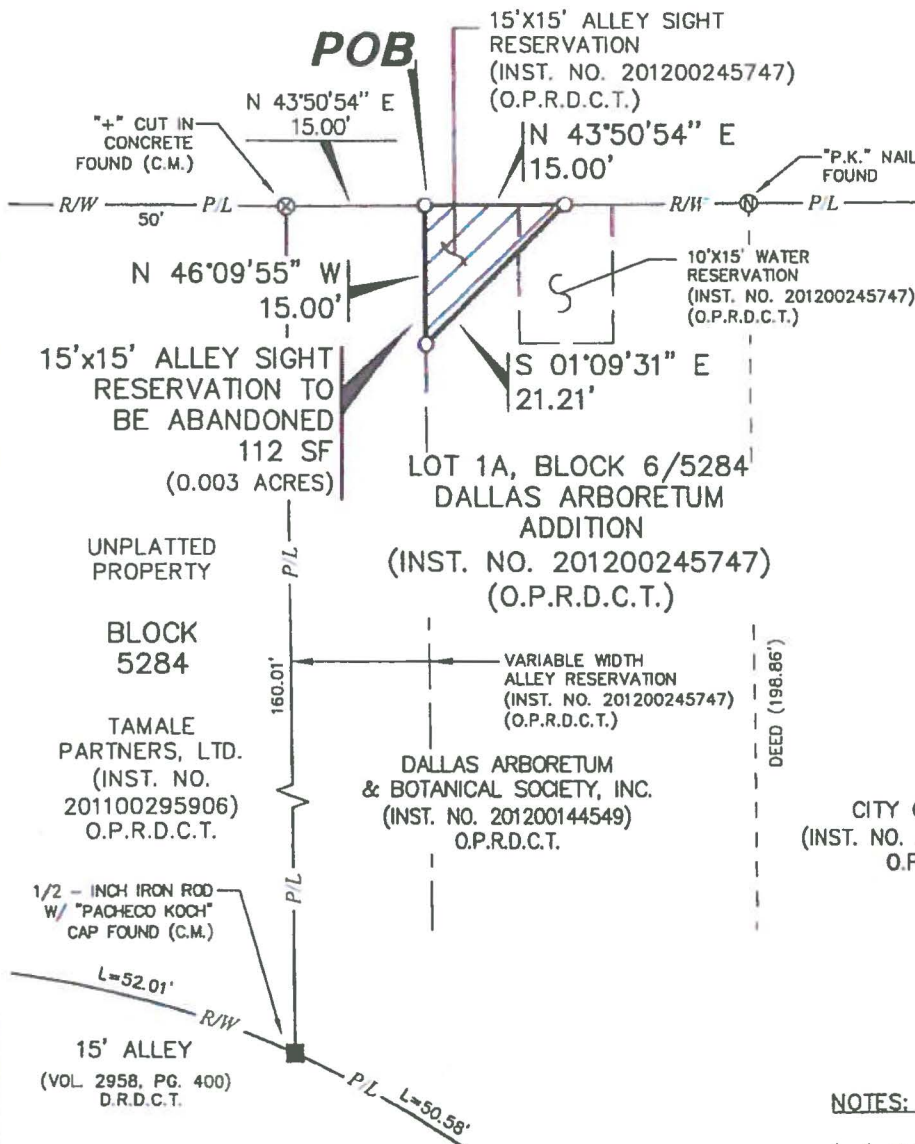 15'X15' ALLEY SIGHT
RESERVATION
(INST. NO. 201200245747)
(O.P.R.D.C.T.)
POB
N 43°50'54" E
15.00'
"+" CUT IN
CONCRETE
FOUND (C.M.)
N 43°50'54" E
15.00'
"P.K." NAIL
FOUND
R/W
50'
P/L
R/W
N
P/L
N 46°09'55" W
15.00'
10'X15' WATER
RESERVATION
(INST. NO. 201200245747)
(O.P.R.D.C.T.)
15'x15' ALLEY SIGHT
RESERVATION TO
BE ABANDONED
112 SF
(0.003 ACRES)
S 01°09'31" E
21.21'
LOT 1A, BLOCK 6/5284
DALLAS ARBORETUM
ADDITION
(INST. NO. 201200245747)
(O.P.R.D.C.T.)
UNPLATTED
PROPERTY
P/L
BLOCK
5284
160.01'
VARIABLE WIDTH
ALLEY RESERVATION
(INST. NO. 201200245747)
(O.P.R.D.C.T.)
DEED (198.86')
TAMALE
PARTNERS, LTD.
(INST. NO.
201100295906)
O.P.R.D.C.T.
DALLAS ARBORETUM
& BOTANICAL SOCIETY, INC.
(INST. NO. 201200144549)
O.P.R.D.C.T.
CITY
(INST. NO.
P/L
1/2 - INCH IRON ROD
W/ "PACHECO KOCH"
CAP FOUND (C.M.)
L=52.01'
R/W
15' ALLEY
(VOL. 2958, PG. 400)
D.R.D.C.T.
P/L
L=50.58'
NOTES: